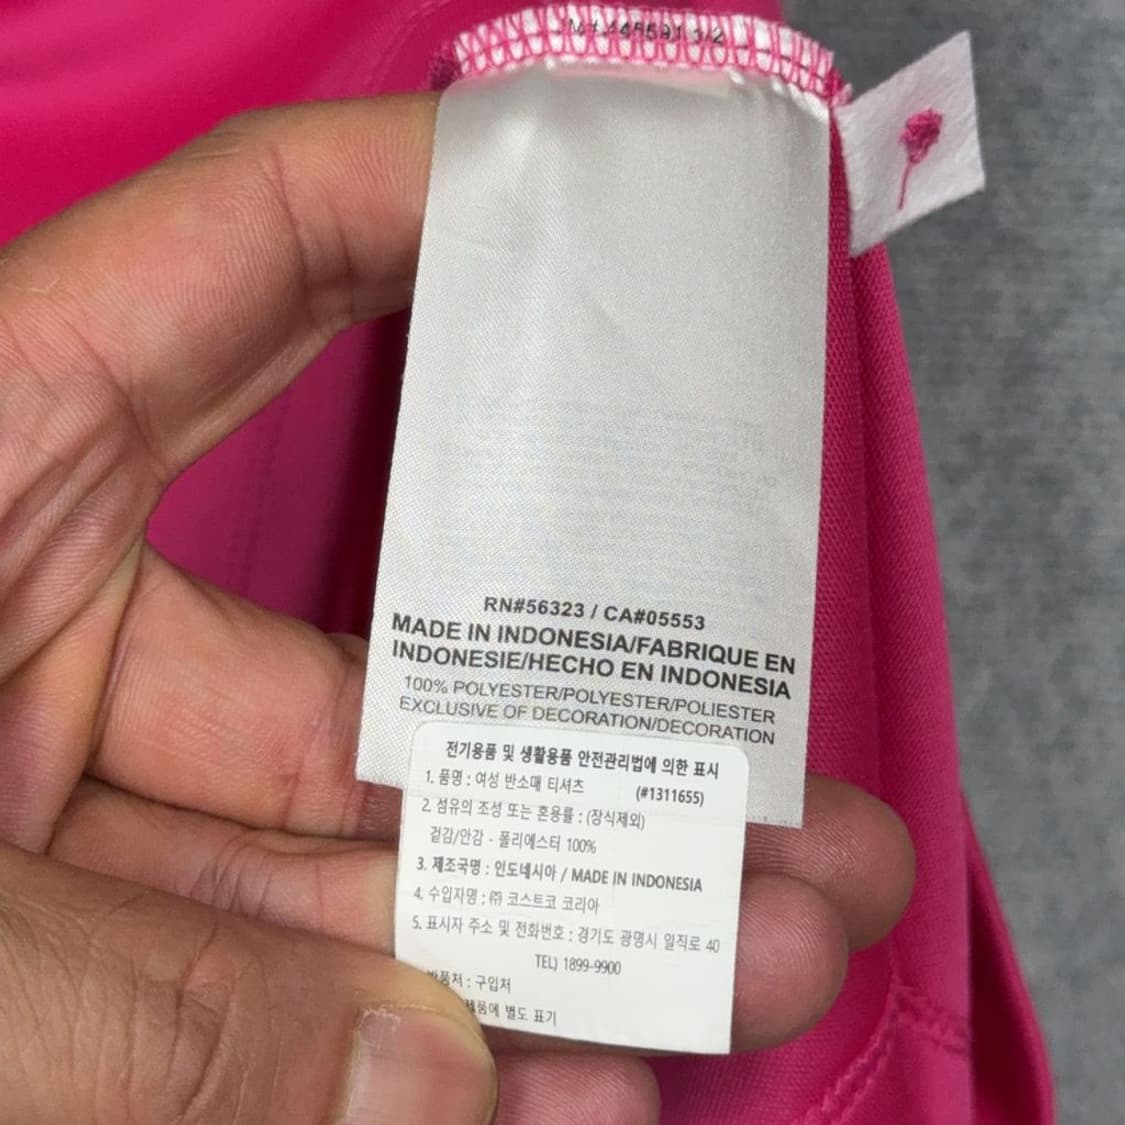 RN#56323 / CA#05553
MADE IN INDONESIA/FABRIQUE EN
INDONESIE/HECHO EN INDONESIA
100% POLYESTER/POLYESTER/POLIESTER
EXCLUSIVE OF DECORATION/DECORATION
전기용품 및 생활용품 안전관리법에 의한 표시
1. 품명 : 여성 반소매 티셔츠 (#1311655)
2. 섬유의 조성 또는 혼용률 : (장식제외)
겉감/안감 - 폴리에스터 100%
3. 제조국명 : 인도네시아 / MADE IN INDONESIA
4. 수입자명 : ㈜ 코스트코 코리아
5. 표시자 주소 및 전화번호 : 경기도 광명시 일직로 40
TEL) 1899-9900
: 구입처
별도 표기